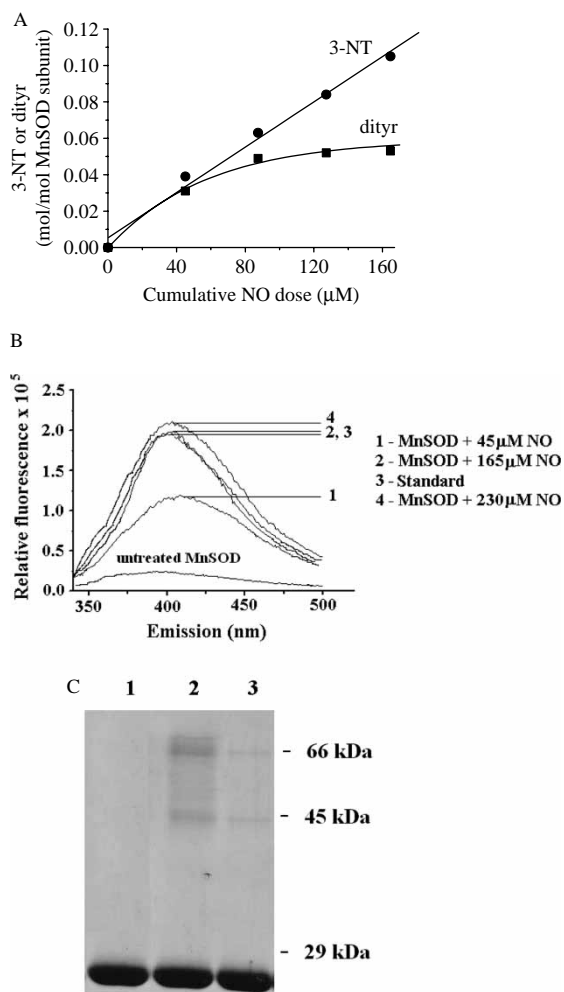 A
3-NT or dityr
(mol/mol MnSOD subunit)
0.12
0.10
0.08
0.06
0.04
0.02
0.00
3-NT
dityr
0 40 80 120 160
Cumulative NO dose (µM)
B
Relative fluorescence x 10⁵
2.5
2.0
1.5
1.0
0.5
0.0
4
2, 3
1
untreated MnSOD
350 400 450 500
Emission (nm)
1 - MnSOD + 45µM NO
2 - MnSOD + 165µM NO
3 - Standard
4 - MnSOD + 230µM NO
C
1 2 3
- 66 kDa
- 45 kDa
- 29 kDa